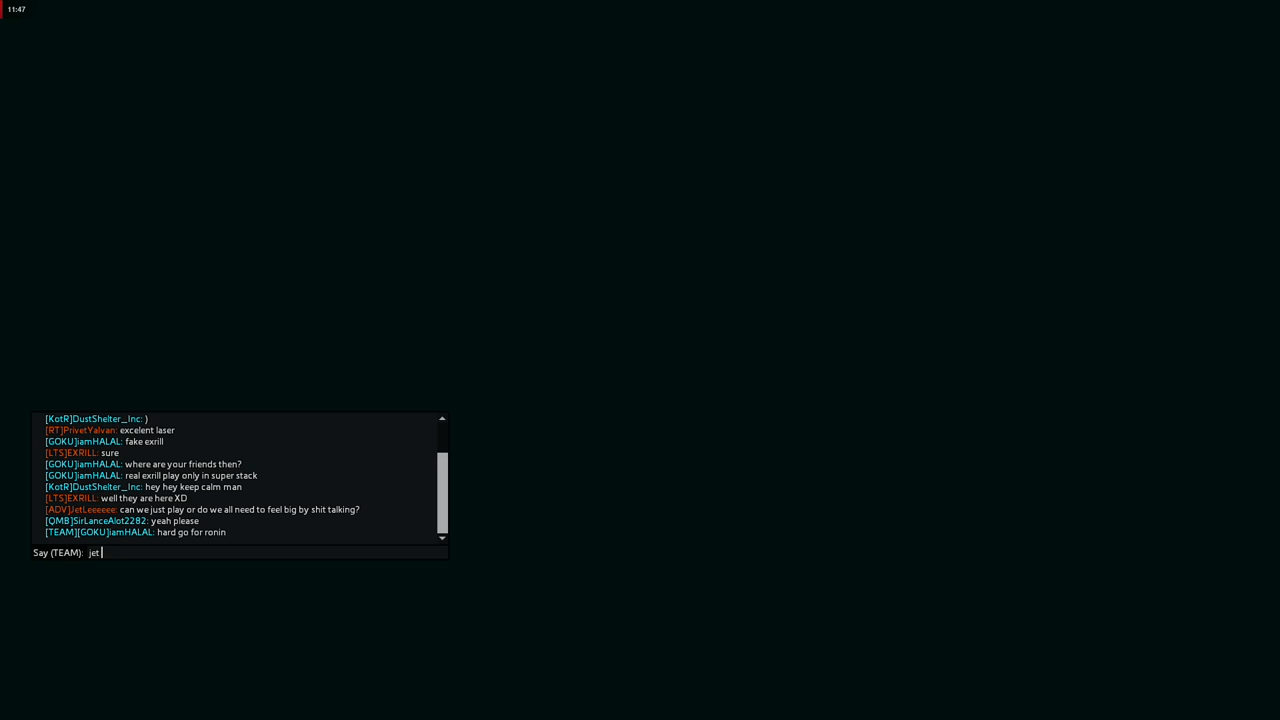 11:47
[KotR]DustShelter_Inc: )
[RT]PrivetYalvan: excelent laser
[GOKU]iamHALAL: fake exrill
[LTS]EXRILL: sure
[GOKU]iamHALAL: where are your friends then?
[GOKU]iamHALAL: real exrill play only in super stack
[KotR]DustShelter_Inc: hey hey keep calm man
[LTS]EXRILL: well they are here XD
[ADV]JetLeeeeee: can we just play or do we all need to feel big by shit talking?
[QMB]SirLanceAlot2282: yeah please
[TEAM][GOKU]iamHALAL: hard go for ronin
Say (TEAM): jet